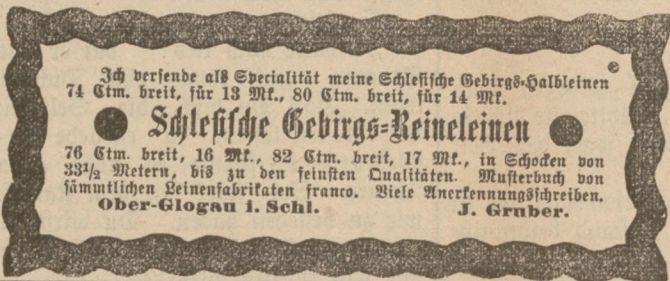 Ich versende als Specialität meine Schlesische Gebirgs-Halbleinen
74 Ctm. breit, für 13 Mk., 80 Ctm. breit, für 14 Mk.
Schlesische Gebirgs-Reineleinen
76 Ctm. breit, 16 Mk., 82 Ctm. breit, 17 Mk., in Schocken von
33 1/2 Metern, bis zu den feinsten Qualitäten. Musterbuch von
sämmtlichen Leinenfabrikaten franco. Viele Anerkennungsschreiben.
Ober-Glogau i. Schl. J. Gruber.